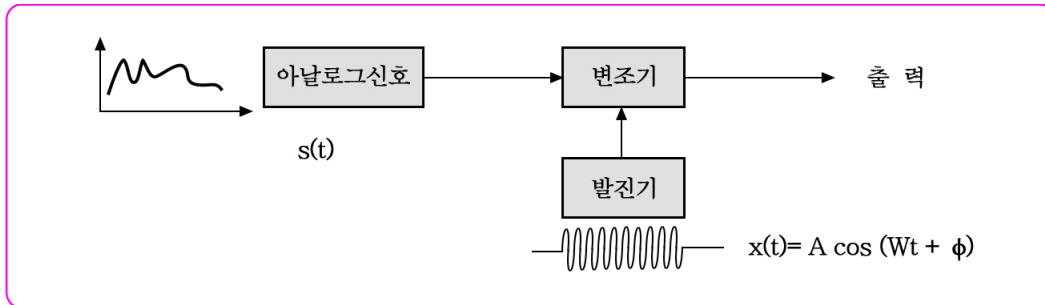 아날로그신호
변조기
출 력
s(t)
발진기
x(t)= A cos (Wt + ϕ)